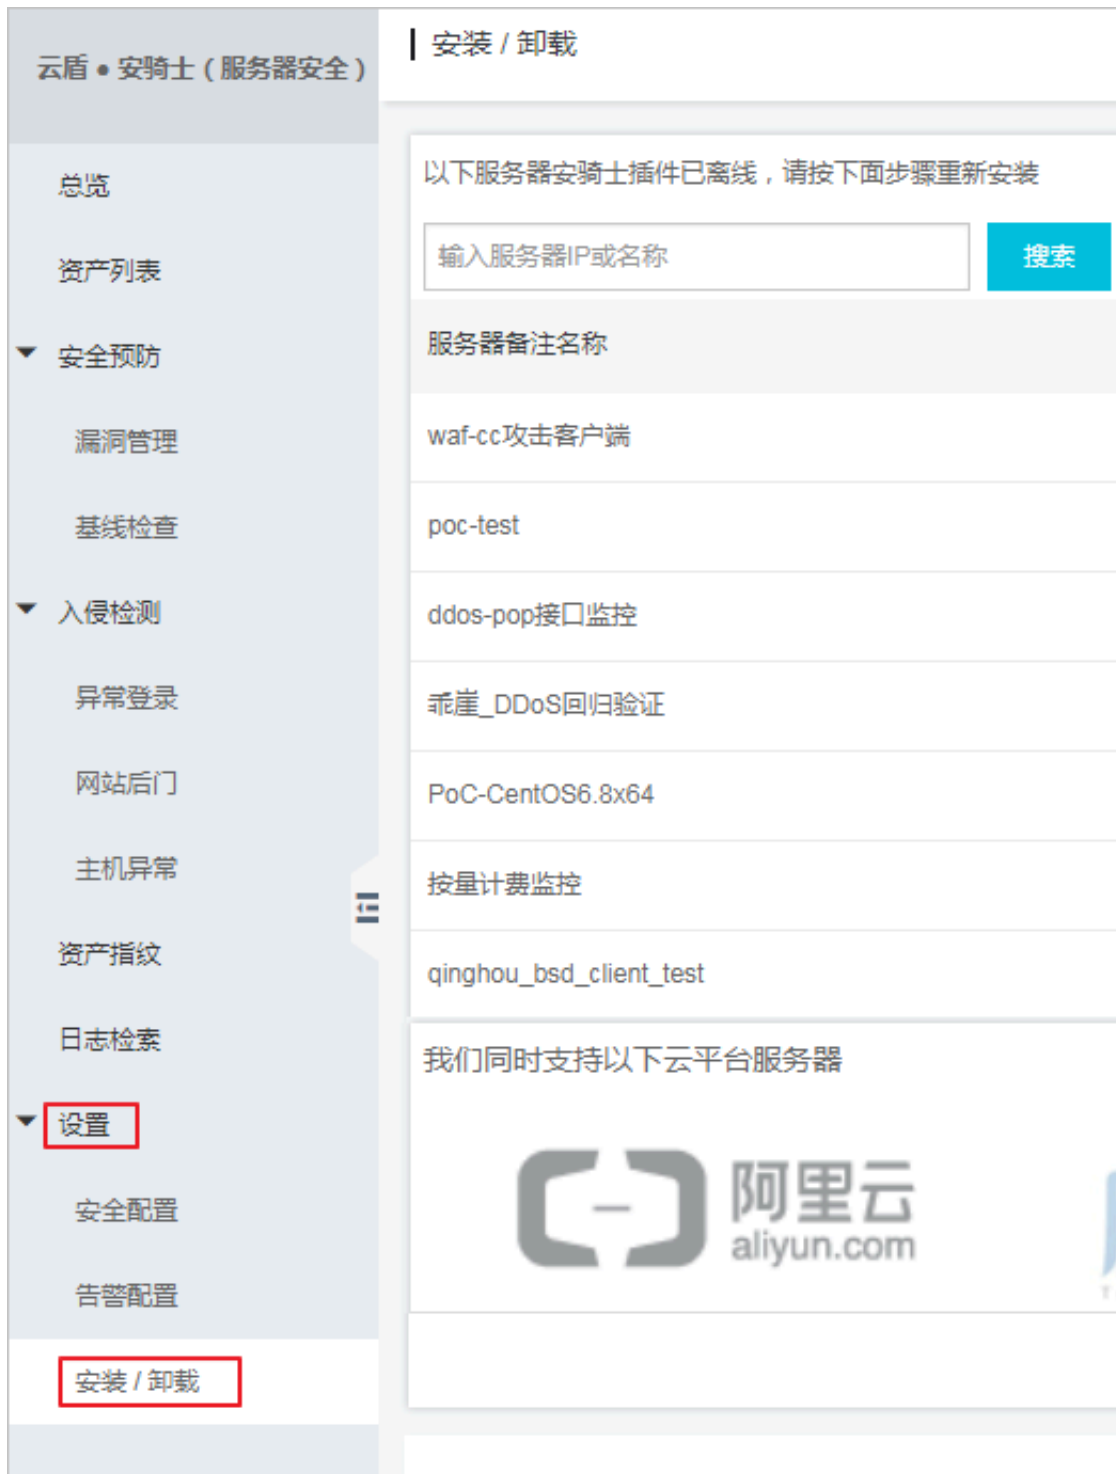 云盾 ● 安骑士（服务器安全）
总览
资产列表
安全预防
漏洞管理
基线检查
入侵检测
异常登录
网站后门
主机异常
资产指纹
日志检索
设置
安全配置
告警配置
安装 / 卸载
安装 / 卸载
以下服务器安骑士插件已离线，请按下面步骤重新安装
输入服务器IP或名称
搜索
服务器备注名称
waf-cc攻击客户端
poc-test
ddos-pop接口监控
乖崖_DDoS回归验证
PoC-CentOS6.8x64
按量计费监控
qinghou_bsd_client_test
我们同时支持以下云平台服务器
阿里云
aliyun.com